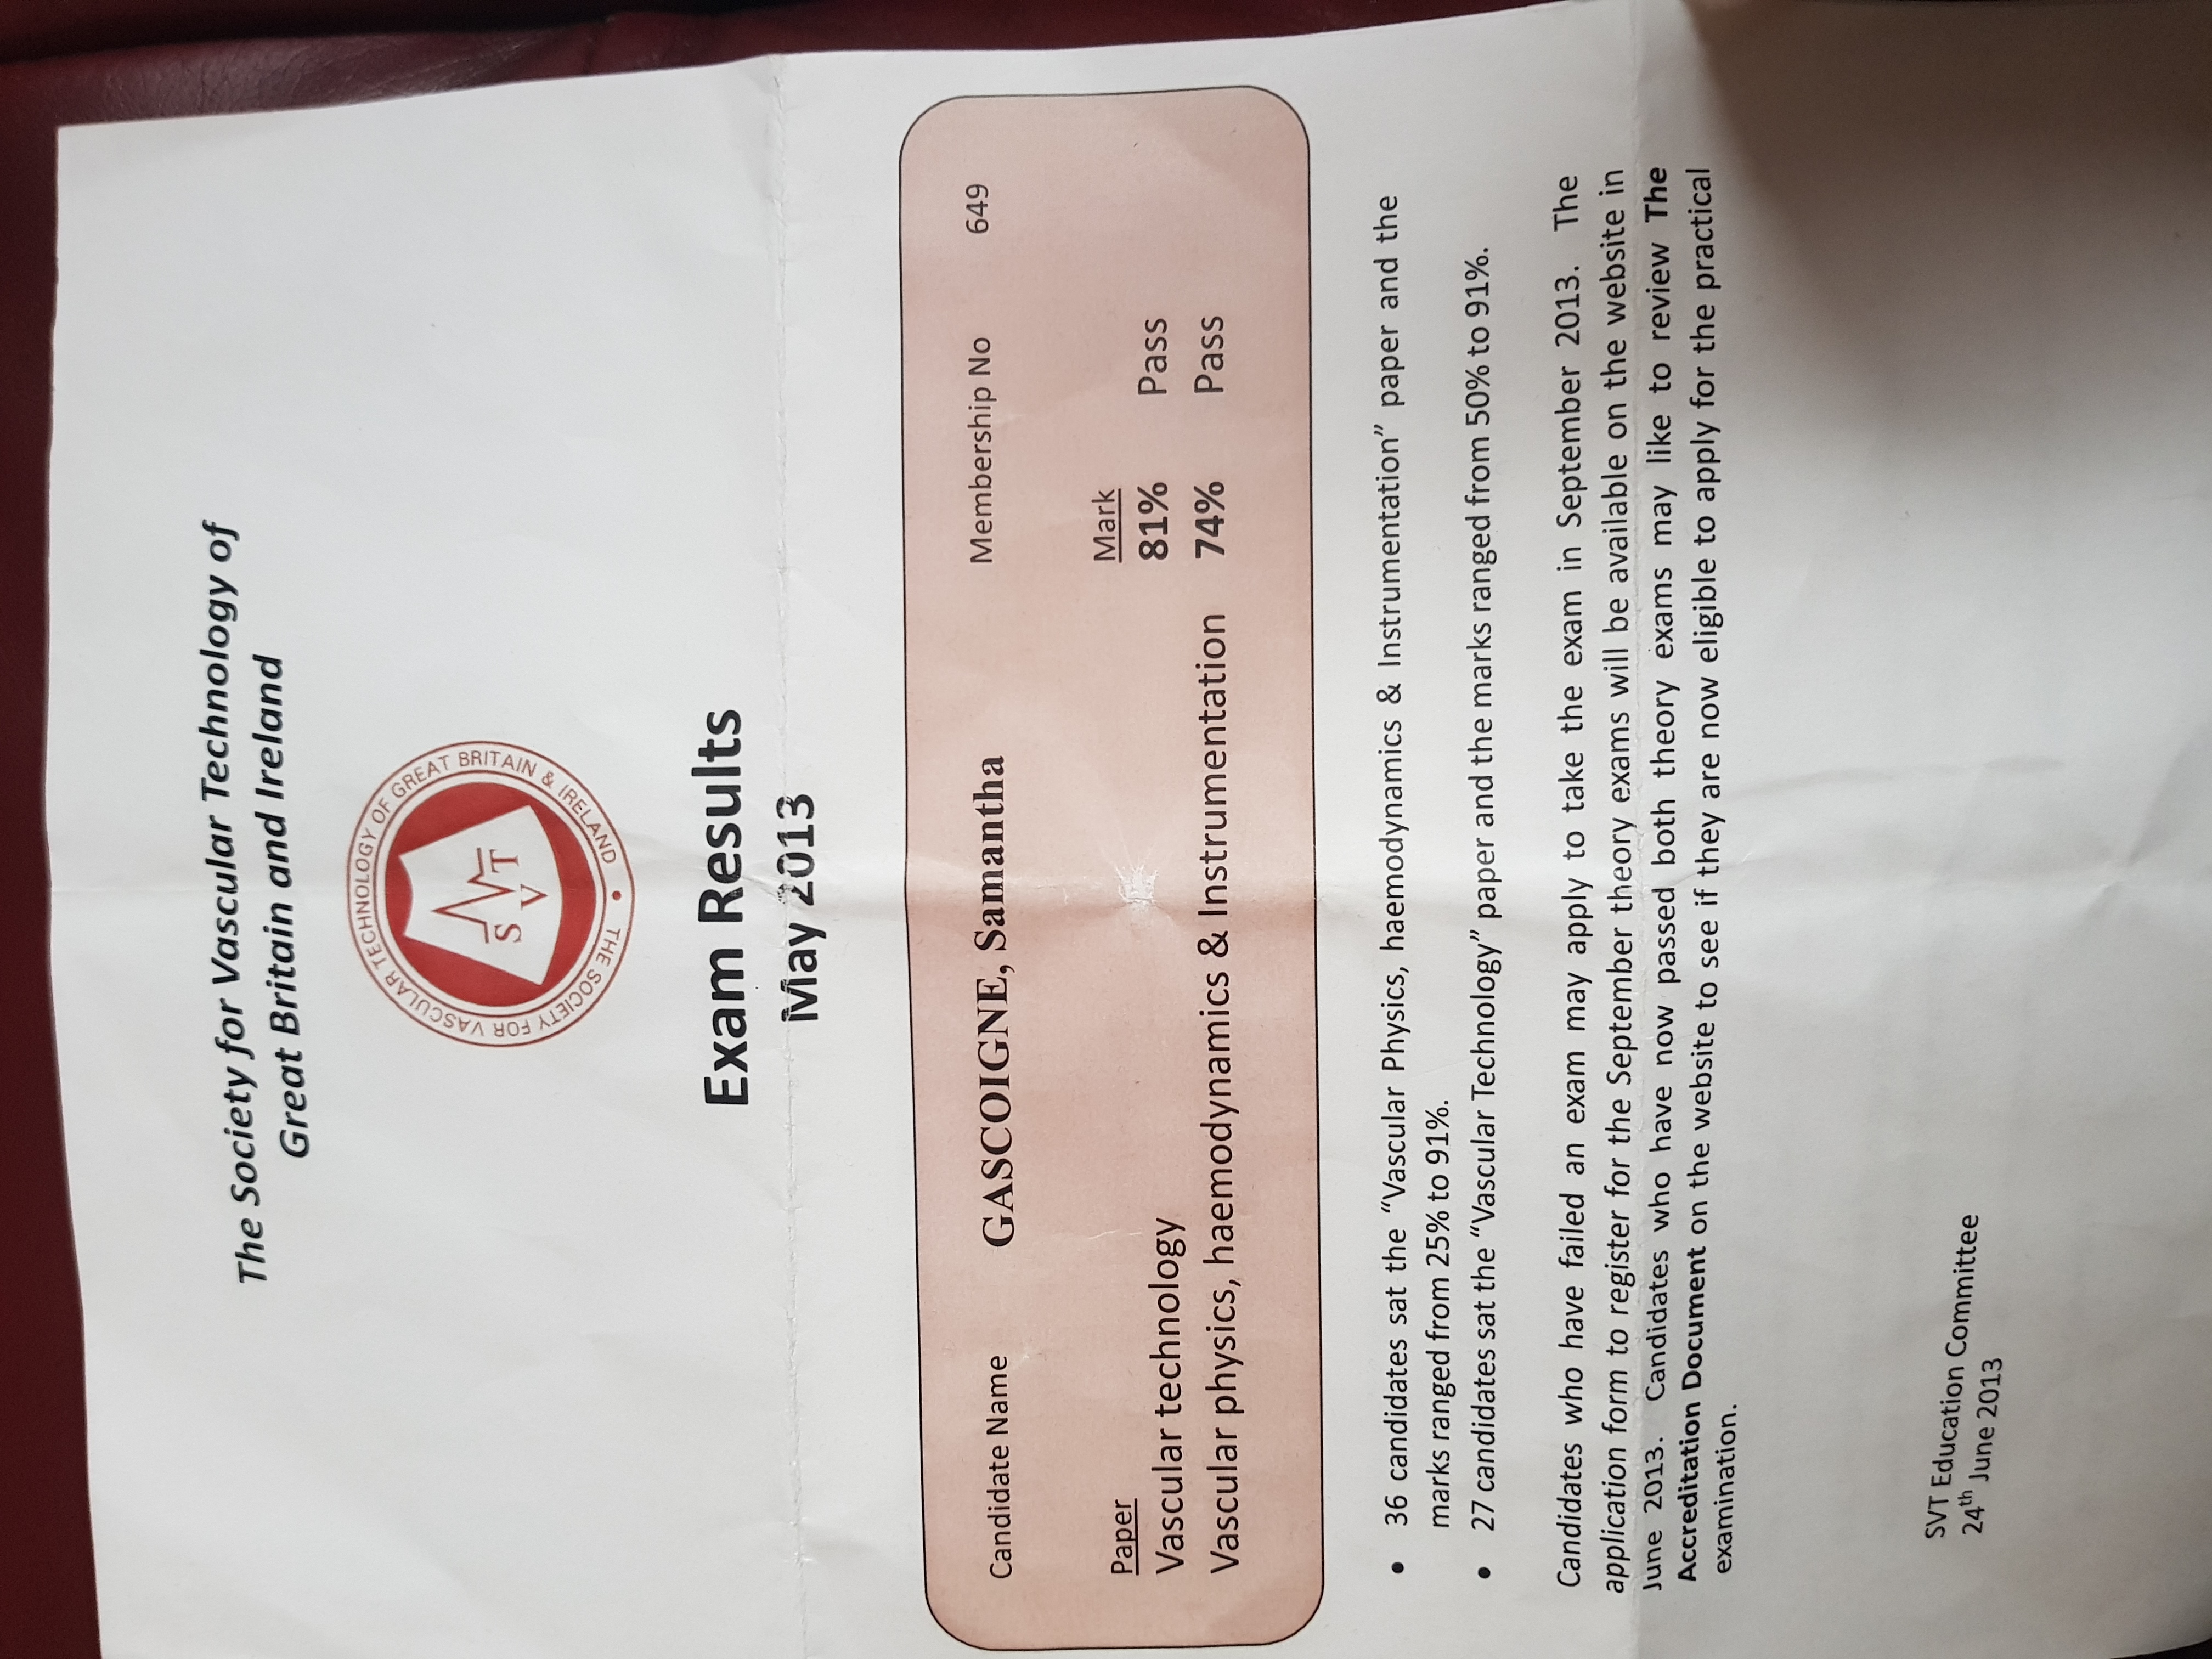 The Society for Vascular Technology of
Great Britain and Ireland
THE SOCIETY FOR VASCULAR TECHNOLOGY OF GREAT BRITAIN & IRELAND •
S V T
Exam Results
May 2013
Candidate Name GASCOIGNE, Samantha Membership No 649
Paper Mark
Vascular technology 81% Pass
Vascular physics, haemodynamics & Instrumentation 74% Pass
• 36 candidates sat the “Vascular Physics, haemodynamics & Instrumentation” paper and the
marks ranged from 25% to 91%.
• 27 candidates sat the “Vascular Technology” paper and the marks ranged from 50% to 91%.
Candidates who have failed an exam may apply to take the exam in September 2013. The
application form to register for the September theory exams will be available on the website in
June 2013. Candidates who have now passed both theory exams may like to review The
Accreditation Document on the website to see if they are now eligible to apply for the practical
examination.
SVT Education Committee
24th June 2013